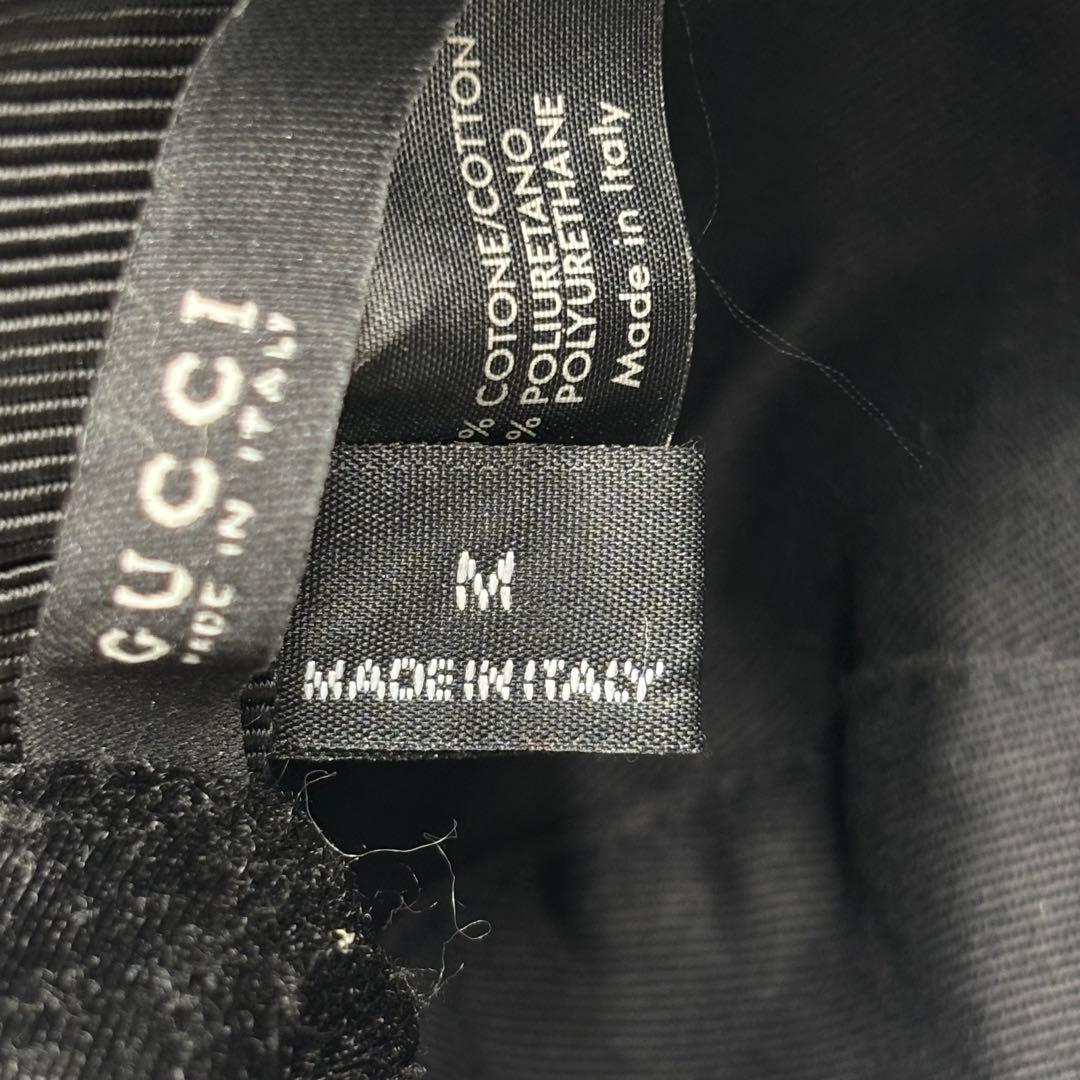 GUCCI
MADE IN ITALY
% COTONE/COTTON
% POLIURETANO
POLYURETHANE
Made in Italy
M
MADE IN ITALY